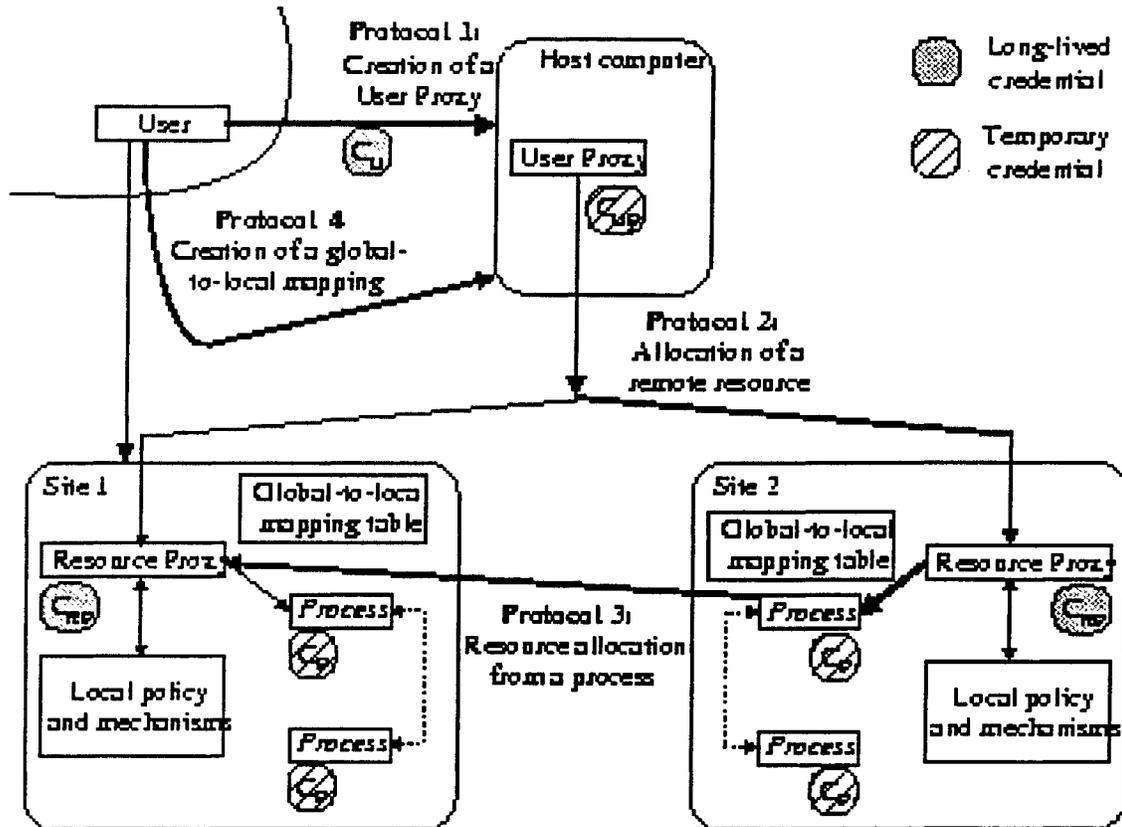 Protocol 1:
Creation of a
User Proxy
Host computer
Long-lived
credential
User
C U
User Proxy
Temporary
credential
C UP
Protocol 4
Creation of a global-
to-local mapping
Protocol 2:
Allocation of a
remote resource
Site 1
Global-to-local
mapping table
Site 2
Global-to-local
mapping table
Resource Proxy
Resource Proxy
C RP
Process
Protocol 3:
Resource allocation
from a process
Process
C RP
C P
C P
Local policy
and mechanisms
Local policy
and mechanisms
Process
Process
C P
C P